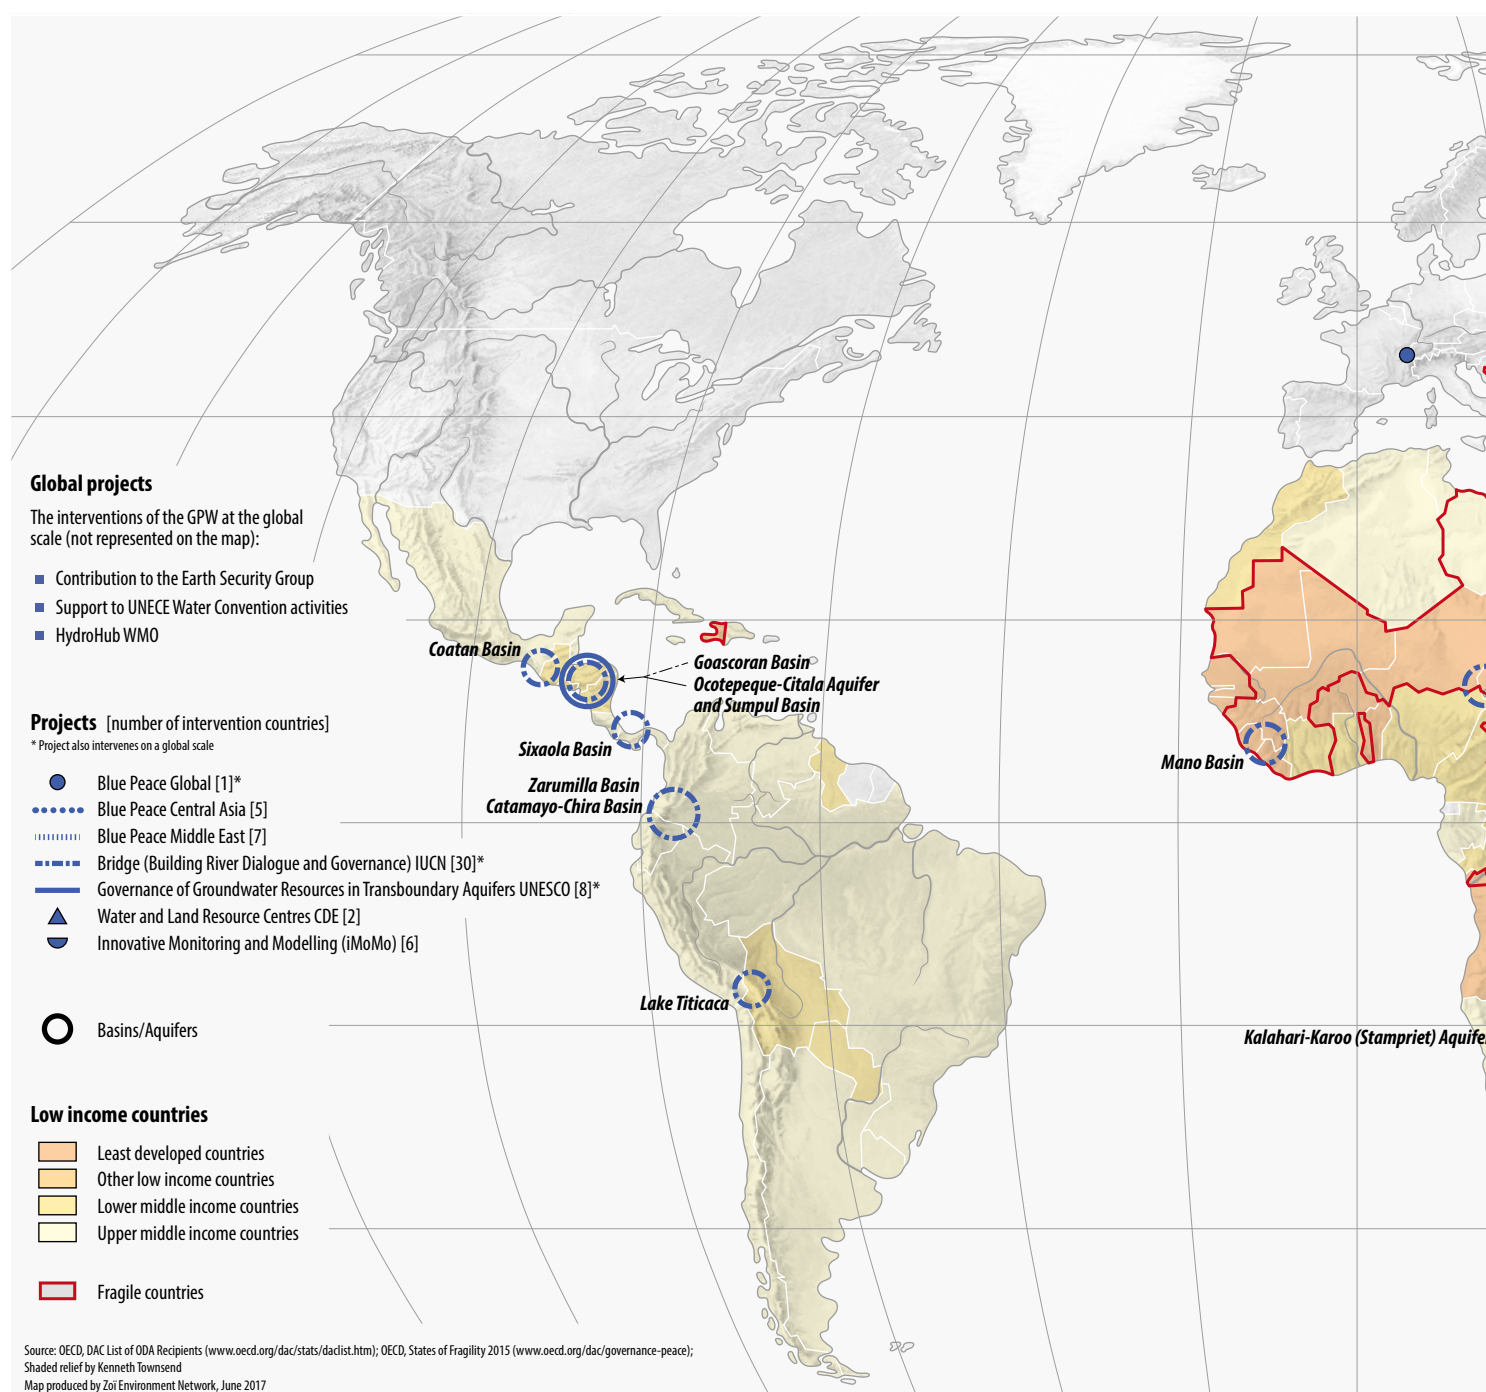 Global projects
The interventions of the GPW at the global
scale (not represented on the map):
Contribution to the Earth Security Group
Support to UNECE Water Convention activities
HydroHub WMO
Coatan Basin
Goascoran Basin
Ocotepeque-Citala Aquifer
and Sumpul Basin
Sixaola Basin
Zarumilla Basin
Catamayo-Chira Basin
Mano Basin
Lake Titicaca
Kalahari-Karoo (Stampriet) Aquife
Projects [number of intervention countries]
* Project also intervenes on a global scale
Blue Peace Global [1]*
Blue Peace Central Asia [5]
Blue Peace Middle East [7]
Bridge (Building River Dialogue and Governance) IUCN [30]*
Governance of Groundwater Resources in Transboundary Aquifers UNESCO [8]*
Water and Land Resource Centres CDE [2]
Innovative Monitoring and Modelling (iMoMo) [6]
Basins/Aquifers
Low income countries
Least developed countries
Other low income countries
Lower middle income countries
Upper middle income countries
Fragile countries
Source: OECD, DAC List of ODA Recipients (www.oecd.org/dac/stats/daclist.htm); OECD, States of Fragility 2015 (www.oecd.org/dac/governance-peace);
Shaded relief by Kenneth Townsend
Map produced by Zoï Environment Network, June 2017